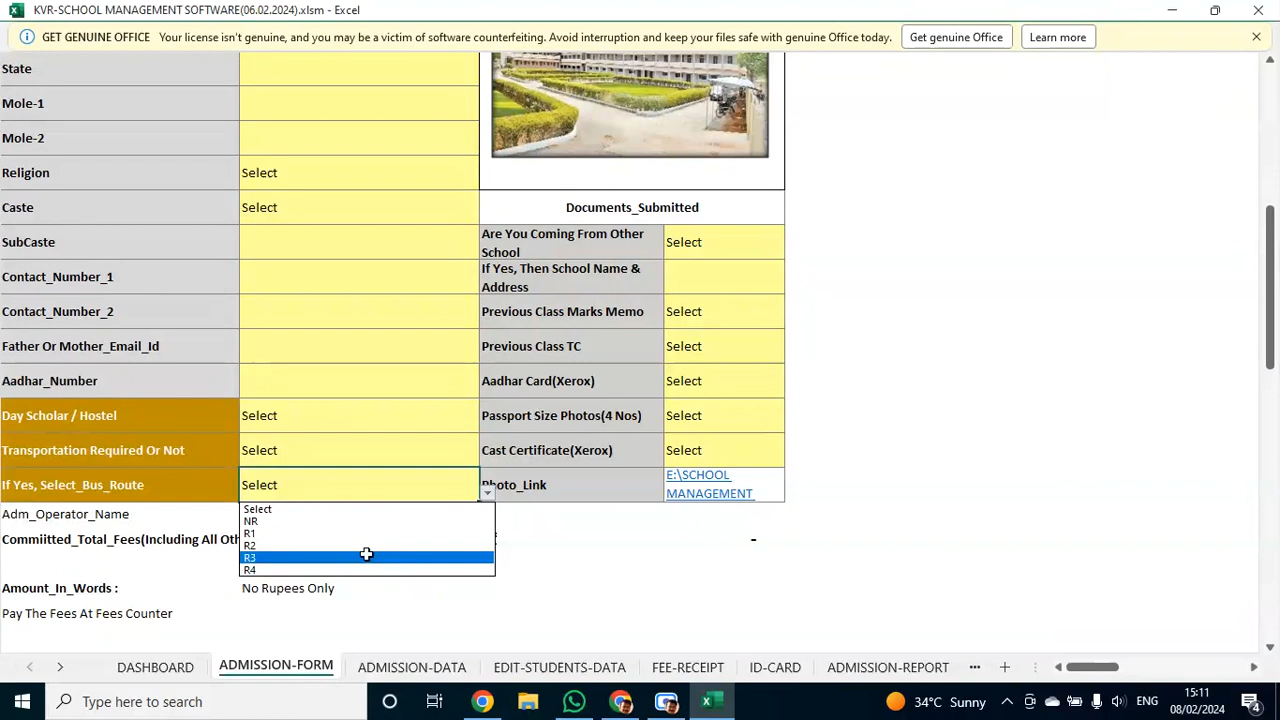 KVR-SCHOOL MANAGEMENT SOFTWARE(06.02.2024).xlsm - Excel
GET GENUINE OFFICE Your license isn't genuine, and you may be a victim of software counterfeiting. Avoid interruption and keep your files safe with genuine Office today. Get genuine Office Learn more
State
Mole-1
Mole-2
Religion Select
Caste Select Documents_Submitted
SubCaste Are You Coming From Other School Select
Contact_Number_1 If Yes, Then School Name & Address
Contact_Number_2 Previous Class Marks Memo Select
Father Or Mother_Email_Id Previous Class TC Select
Aadhar_Number Aadhar Card(Xerox) Select
Day Scholar / Hostel Select Passport Size Photos(4 Nos) Select
Transportation Required Or Not Select Cast Certificate(Xerox) Select
If Yes, Select_Bus_Route Select Photo_Link E:\SCHOOL MANAGEMENT
Select
NR
R1
R2
R3
R4
Adm_Operator_Name
Committed_Total_Fees(Including All Oth -
Amount_In_Words : No Rupees Only
Pay The Fees At Fees Counter
DASHBOARD ADMISSION-FORM ADMISSION-DATA EDIT-STUDENTS-DATA FEE-RECEIPT ID-CARD ADMISSION-REPORT ...
Type here to search 34°C Sunny ENG 15:11
08/02/2024 4